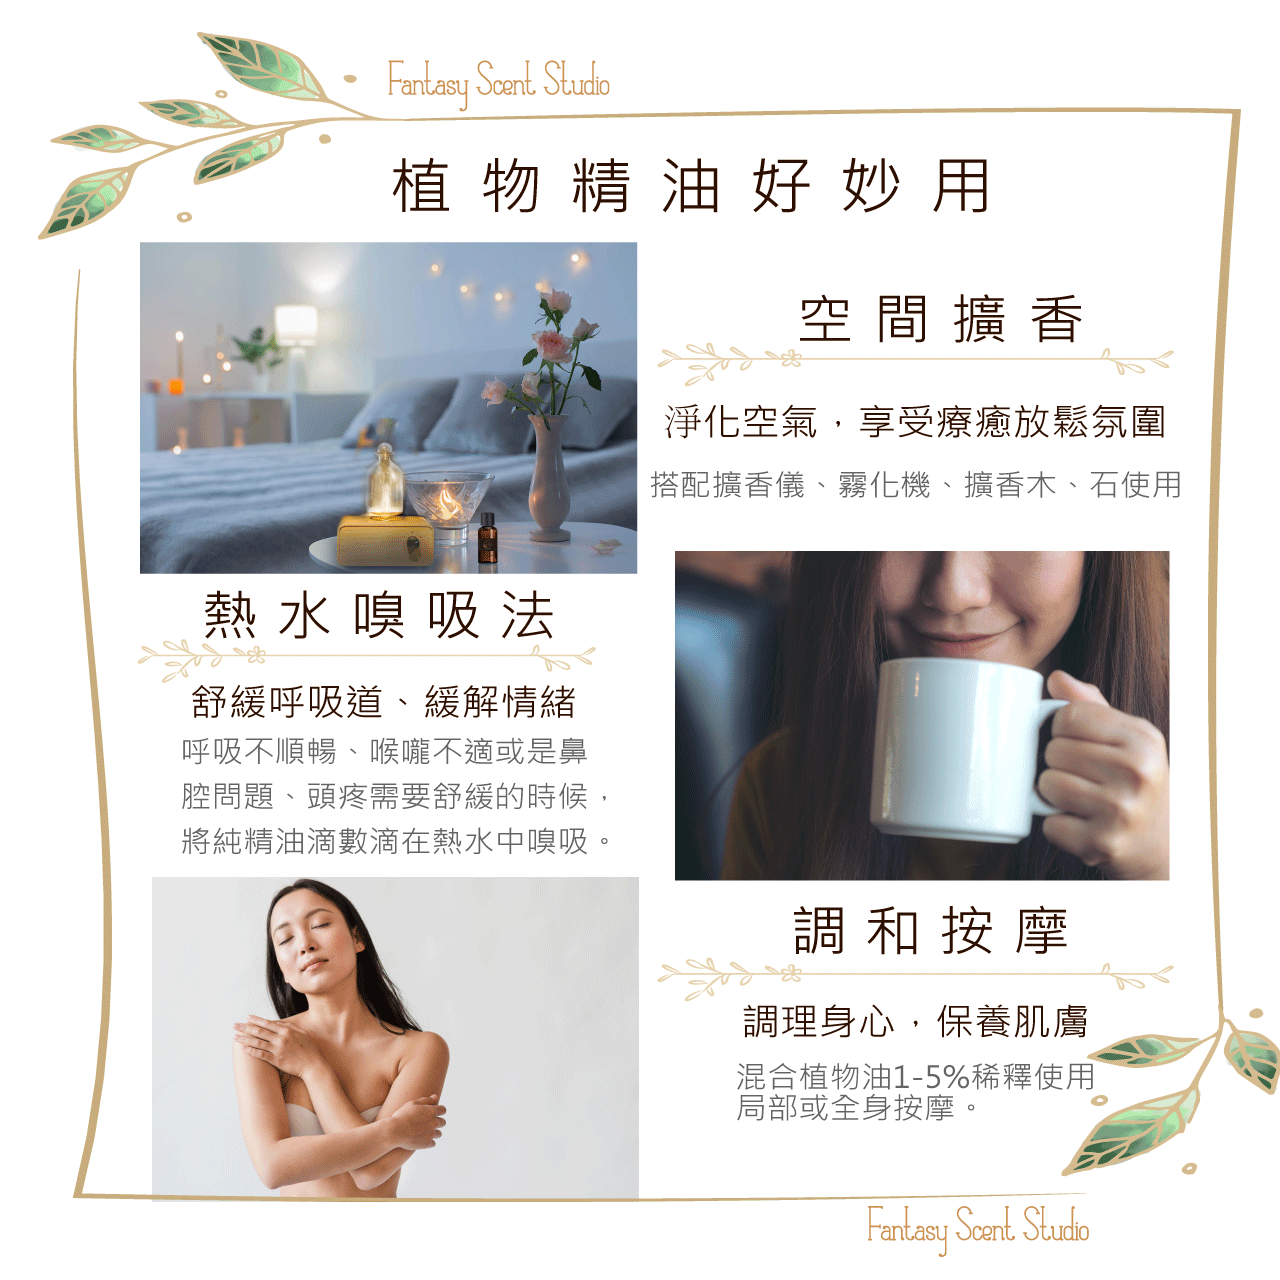 Fantasy Scent Studio
植物精油好妙用
空間擴香
淨化空氣，享受療癒放鬆氛圍
搭配擴香儀、霧化機、擴香木、石使用
熱水嗅吸法
舒緩呼吸道、緩解情緒
呼吸不順暢、喉嚨不適或是鼻
腔問題、頭疼需要舒緩的時候，
將純精油滴數滴在熱水中嗅吸。
調和按摩
調理身心，保養肌膚
混合植物油1-5%稀釋使用
局部或全身按摩。
Fantasy Scent Studio